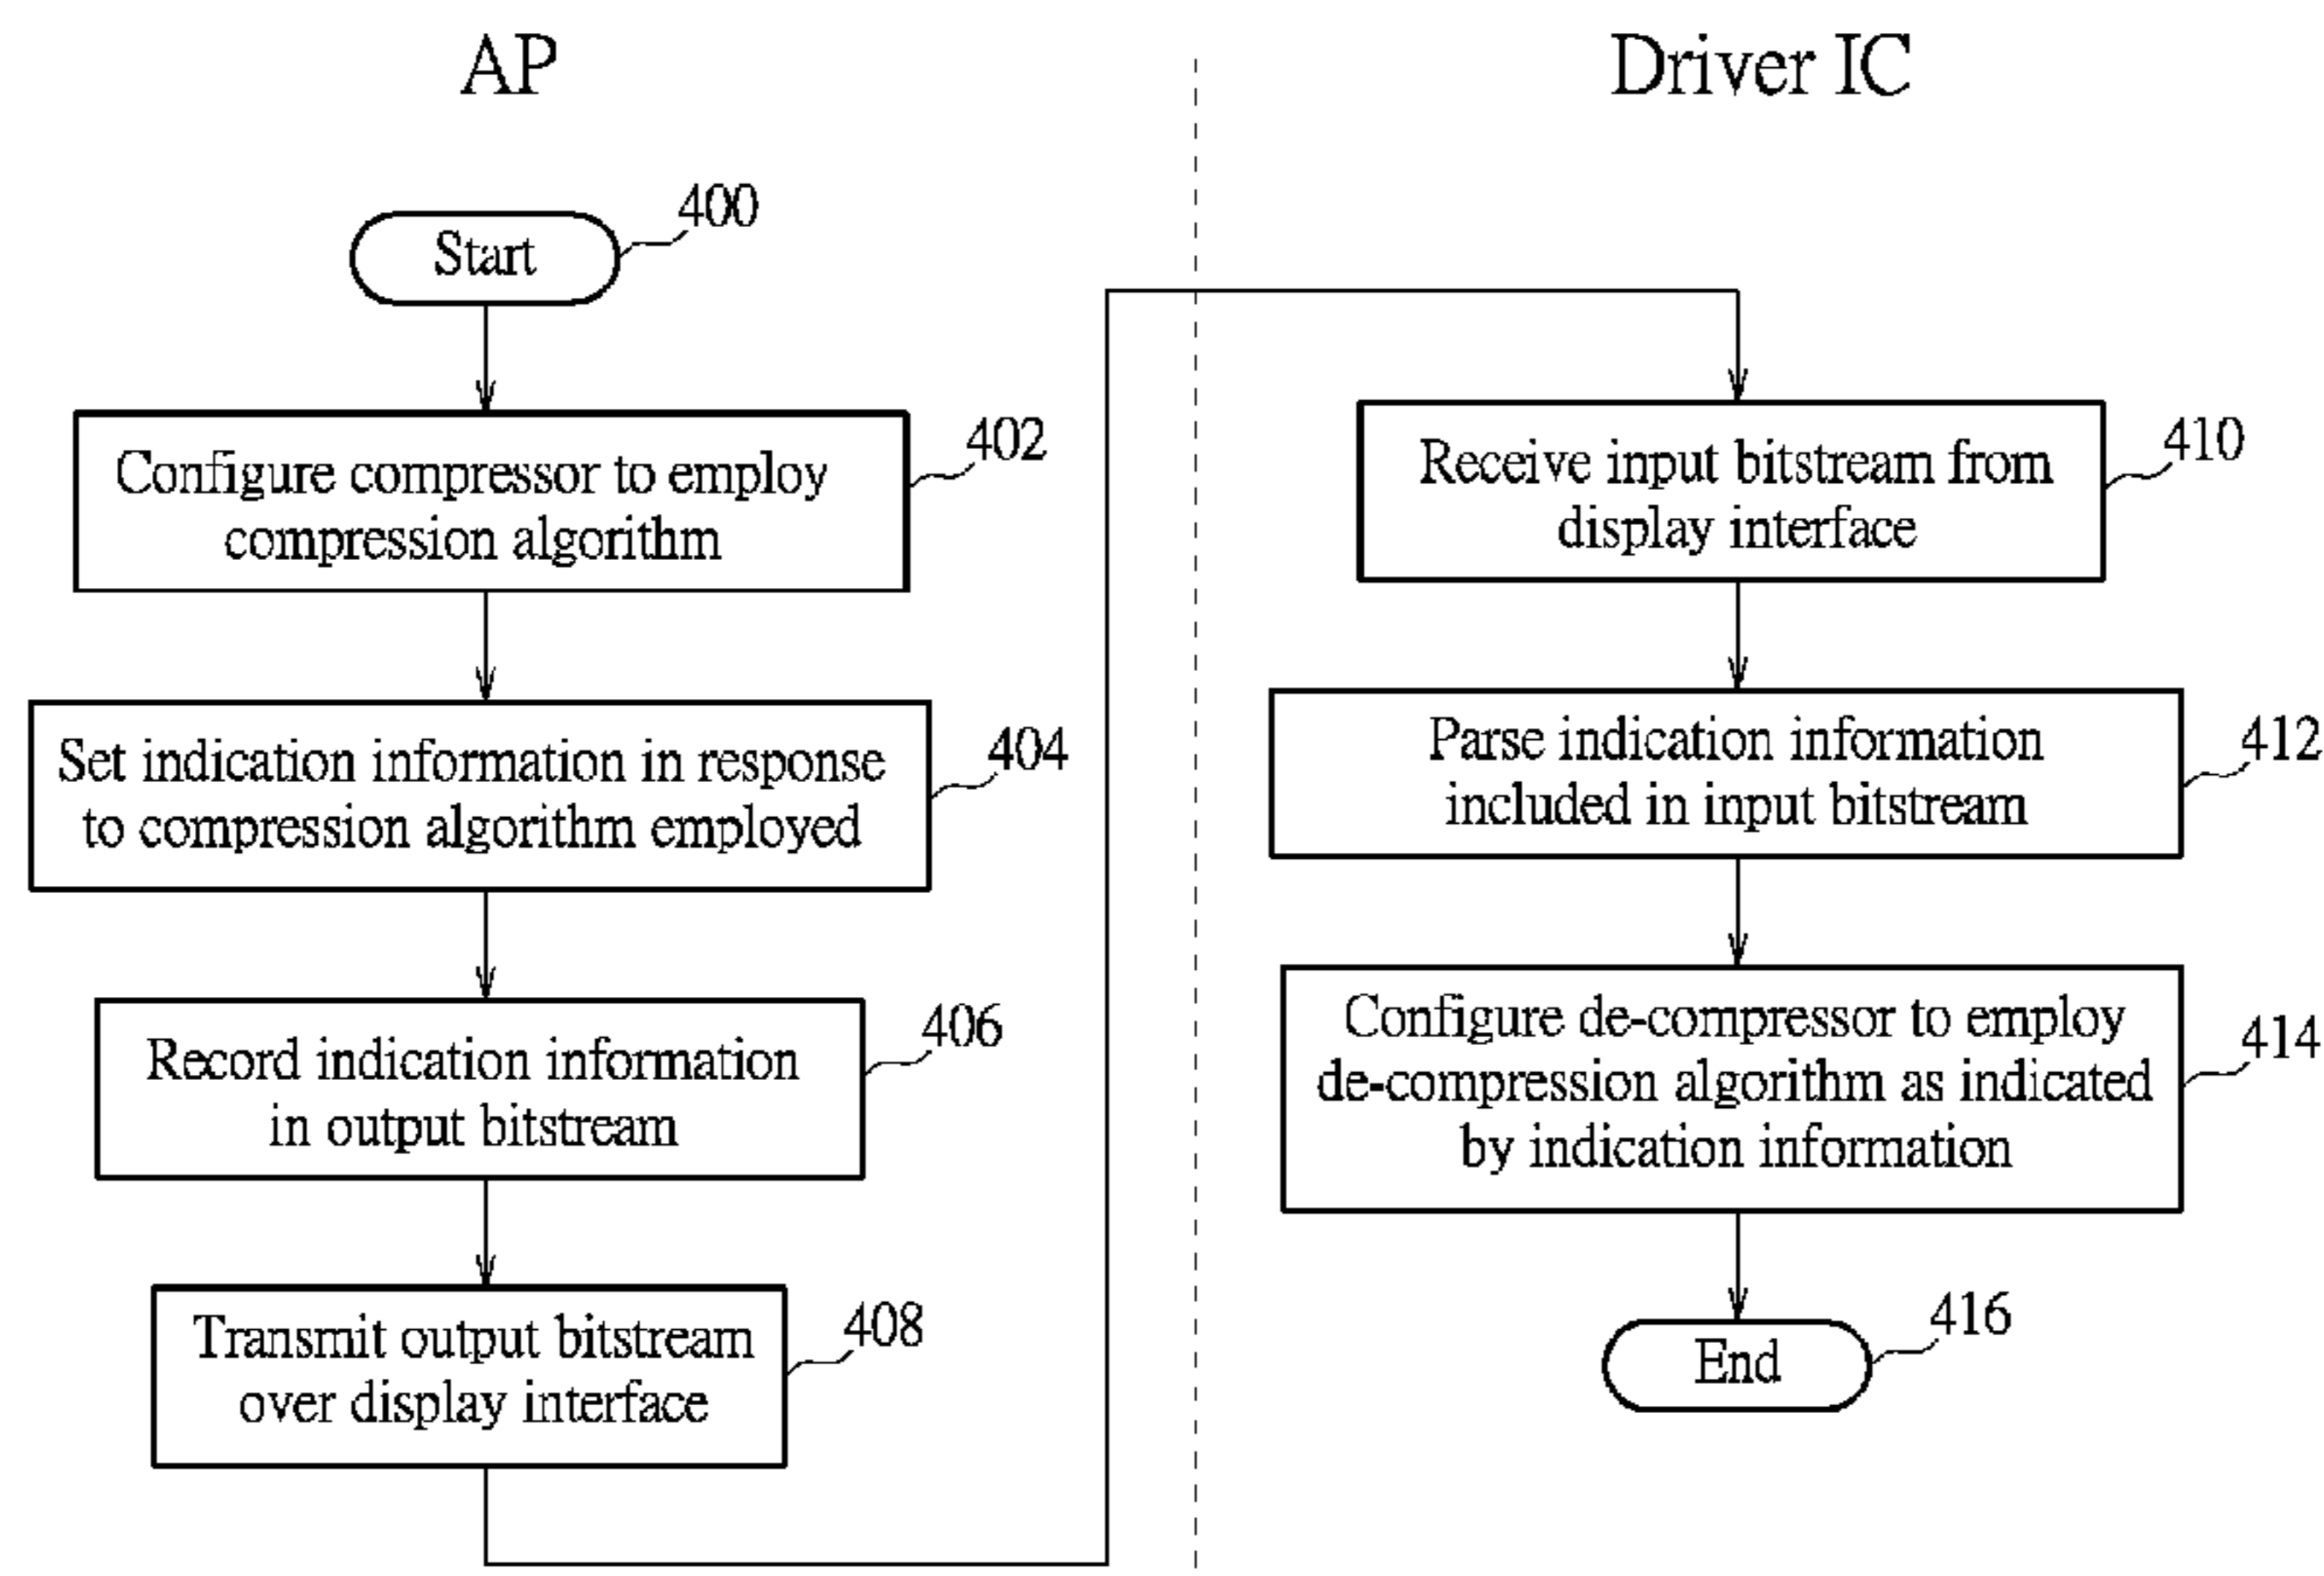 AP
Start
400
Configure compressor to employ
compression algorithm
402
Set indication information in response
to compression algorithm employed
404
Record indication information
in output bitstream
406
Transmit output bitstream
over display interface
408
Driver IC
Receive input bitstream from
display interface
410
Parse indication information
included in input bitstream
412
Configure de-compressor to employ
de-compression algorithm as indicated
by indication information
414
End
416